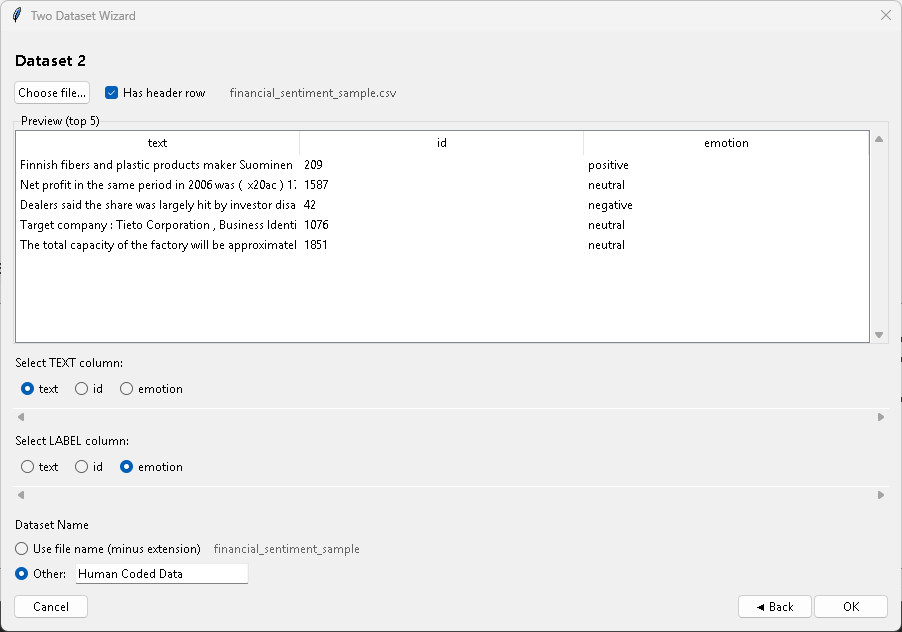 Two Dataset Wizard
Dataset 2
Choose file... Has header row financial_sentiment_sample.csv
Preview (top 5)
text id emotion
Finnish fibers and plastic products maker Suominen 209 positive
Net profit in the same period in 2006 was ( x20ac ) 17 1587 neutral
Dealers said the share was largely hit by investor disa 42 negative
Target company : Tieto Corporation , Business Identi 1076 neutral
The total capacity of the factory will be approximatel 1851 neutral
Select TEXT column:
text id emotion
Select LABEL column:
text id emotion
Dataset Name
Use file name (minus extension) financial_sentiment_sample
Other: Human Coded Data
Cancel ◄ Back OK